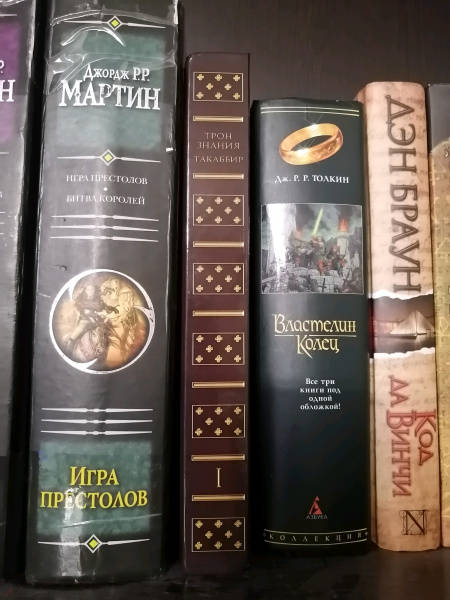 Р.
Н
Джордж Р.Р.
МАРТИН
ИГРА ПРЕСТОЛОВ
•
БИТВА КОРОЛЕЙ
ИГРА
ПРЕСТОЛОВ
ТРОН
ЗНАНИЯ
ТАКАББИР
I
Дж. Р. Р. ТОЛКИН
Властелин
Колец
Все три
книги под
одной
обложкой!
АЗБУКА
КОЛЛЕКЦИЯ
ДЭН БРАУН
Код
да Винчи
N